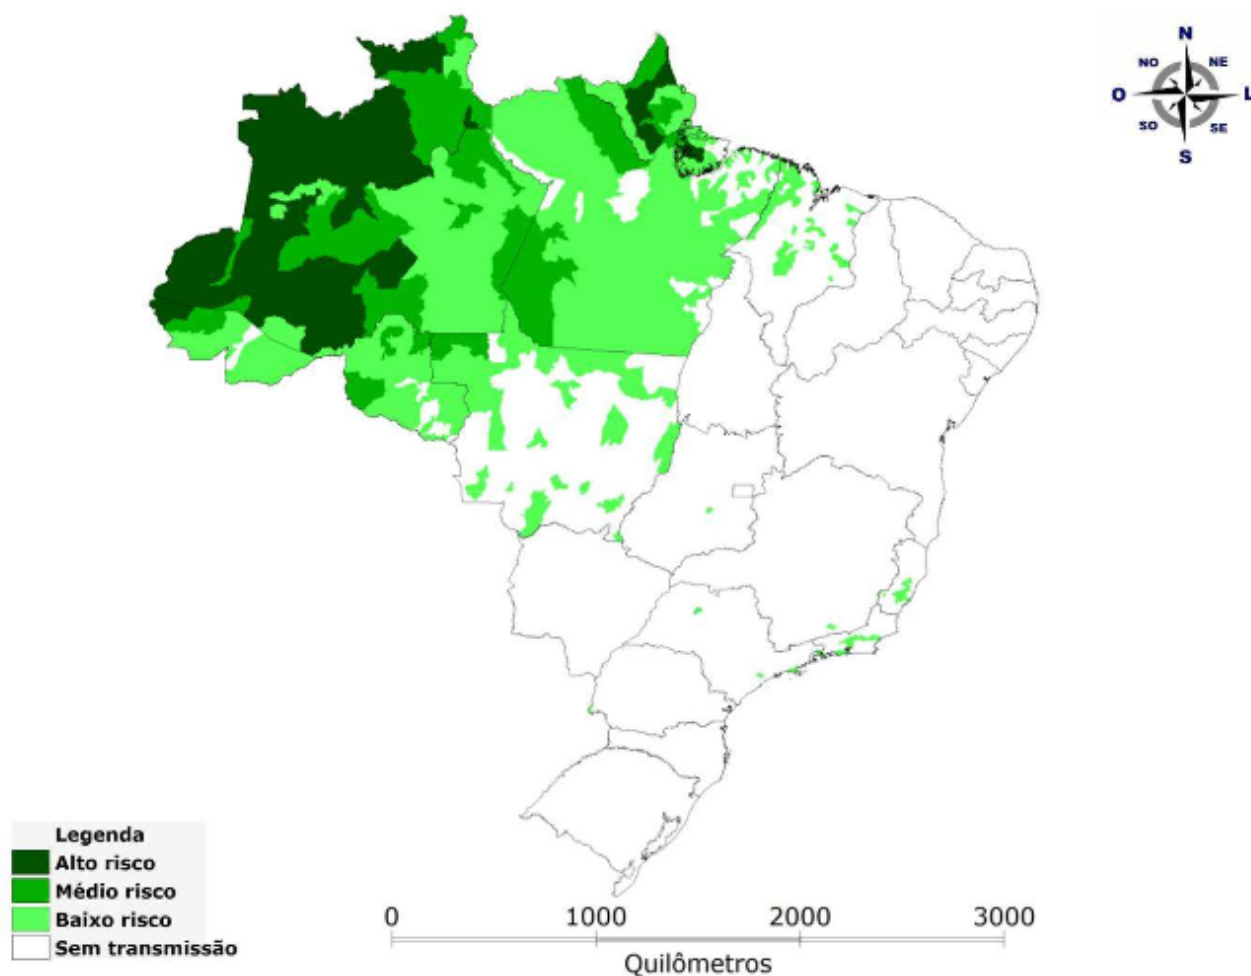 N
NO NE
O L
SO SE
S
Legenda
Alto risco
Médio risco
Baixo risco
Sem transmissão
0 1000 2000 3000
Quilômetros